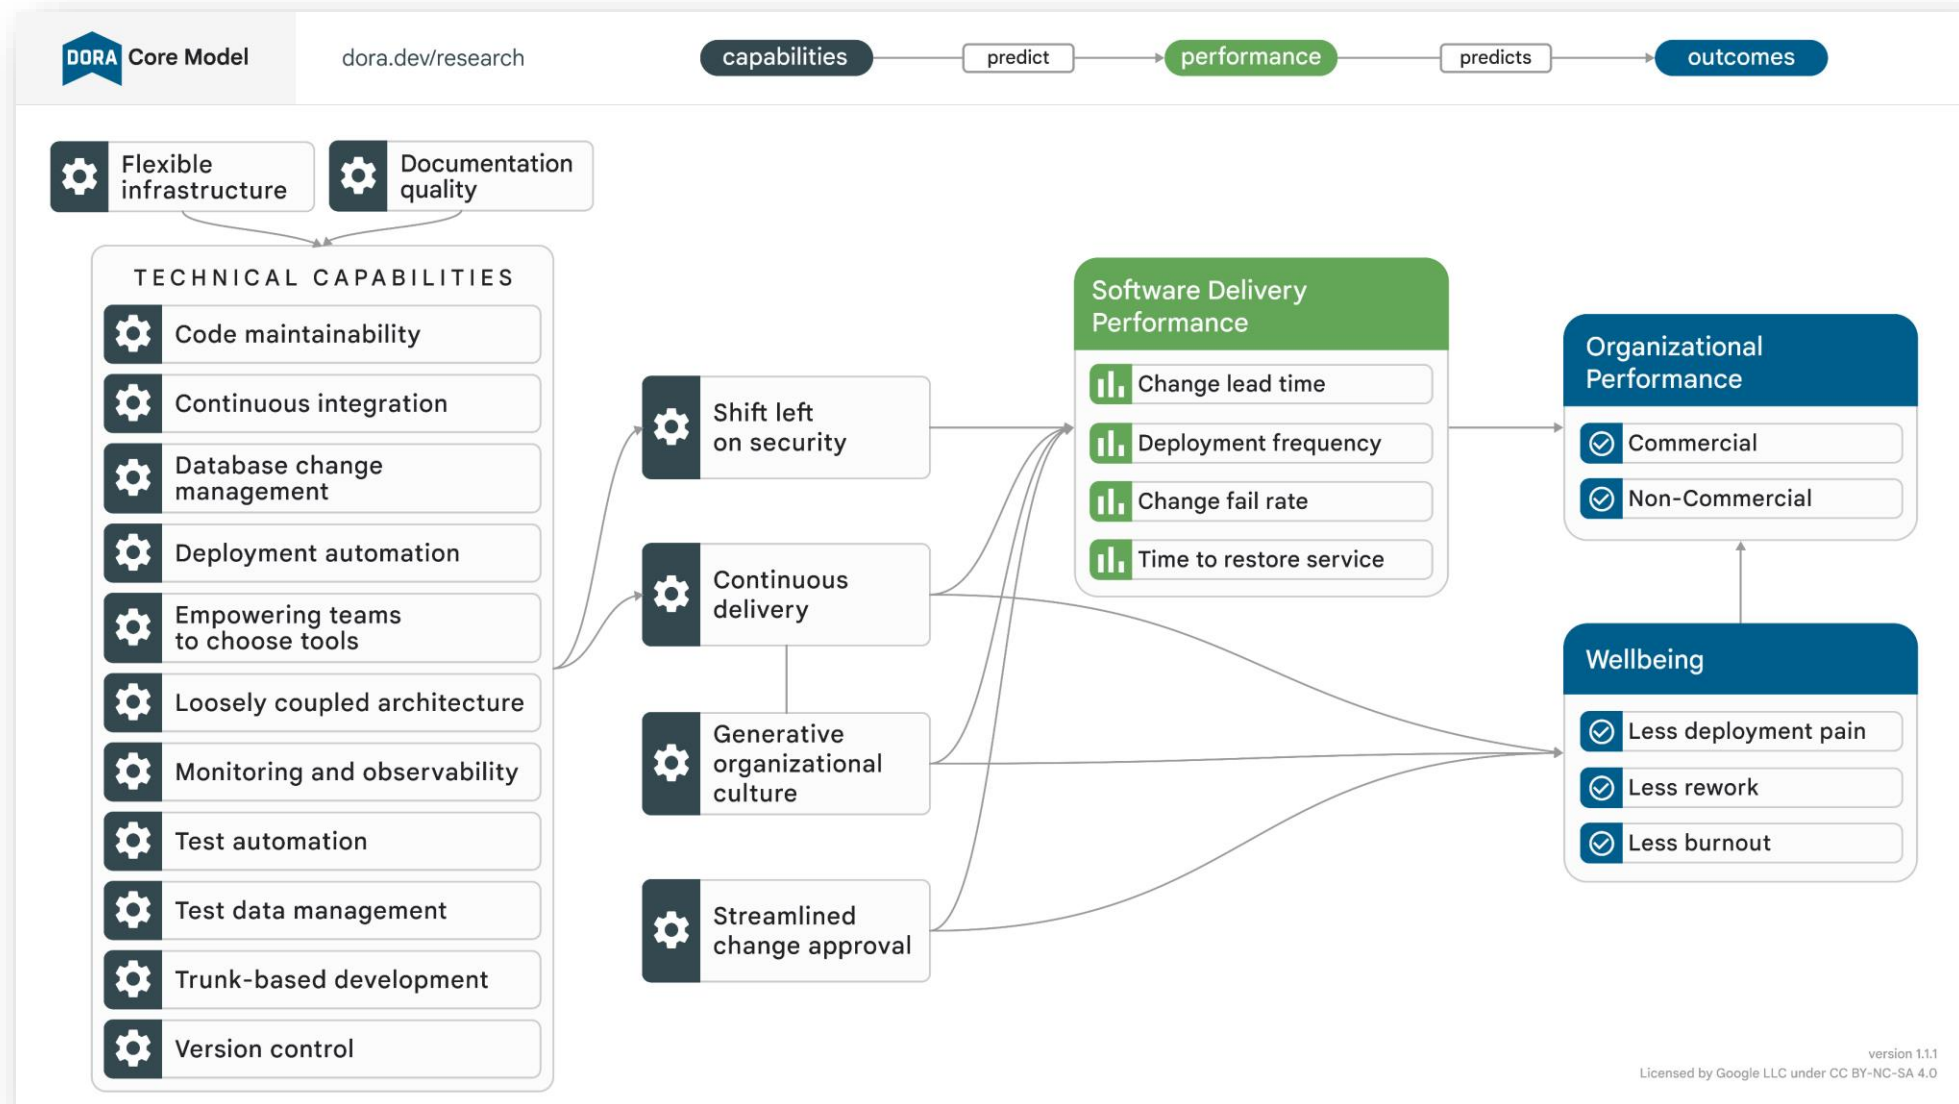 DORA Core Model
dora.dev/research
capabilities
predict
performance
predicts
outcomes
Flexible
infrastructure
Documentation
quality
TECHNICAL CAPABILITIES
Code maintainability
Continuous integration
Database change
management
Deployment automation
Empowering teams
to choose tools
Loosely coupled architecture
Monitoring and observability
Test automation
Test data management
Trunk-based development
Version control
Shift left
on security
Continuous
delivery
Generative
organizational
culture
Streamlined
change approval
Software Delivery
Performance
Change lead time
Deployment frequency
Change fail rate
Time to restore service
Organizational
Performance
Commercial
Non-Commercial
Wellbeing
Less deployment pain
Less rework
Less burnout
version 1.1.1
Licensed by Google LLC under CC BY-NC-SA 4.0